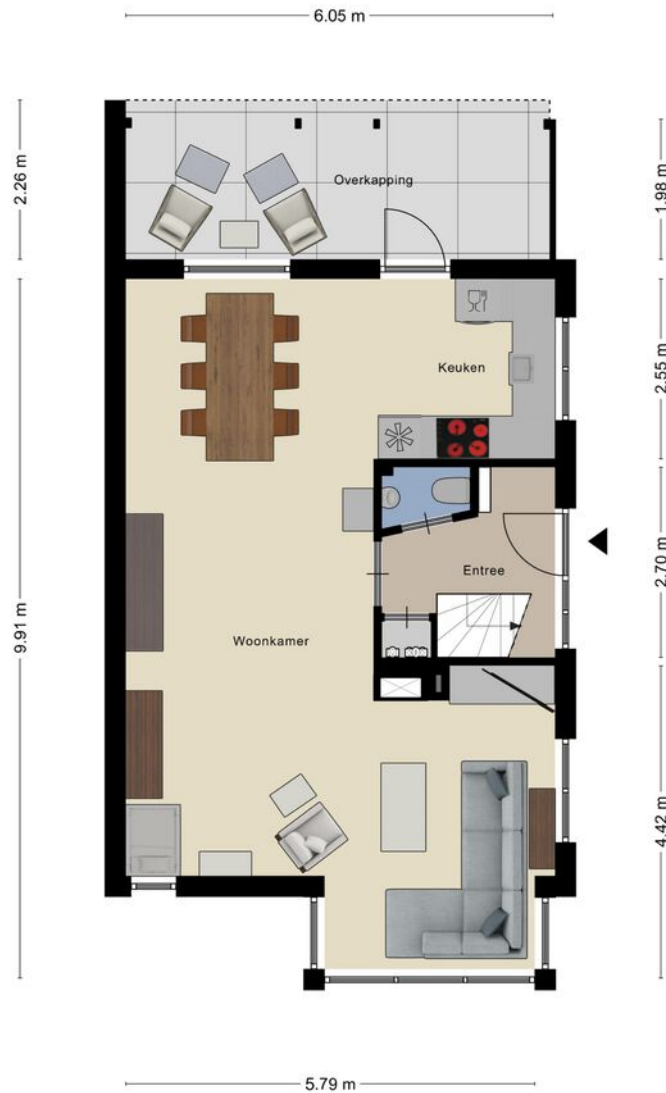 6.05 m
2.26 m
1.98 m
Overkapping
Keuken
2.55 m
Entree
2.70 m
Woonkamer
9.91 m
4.42 m
5.79 m